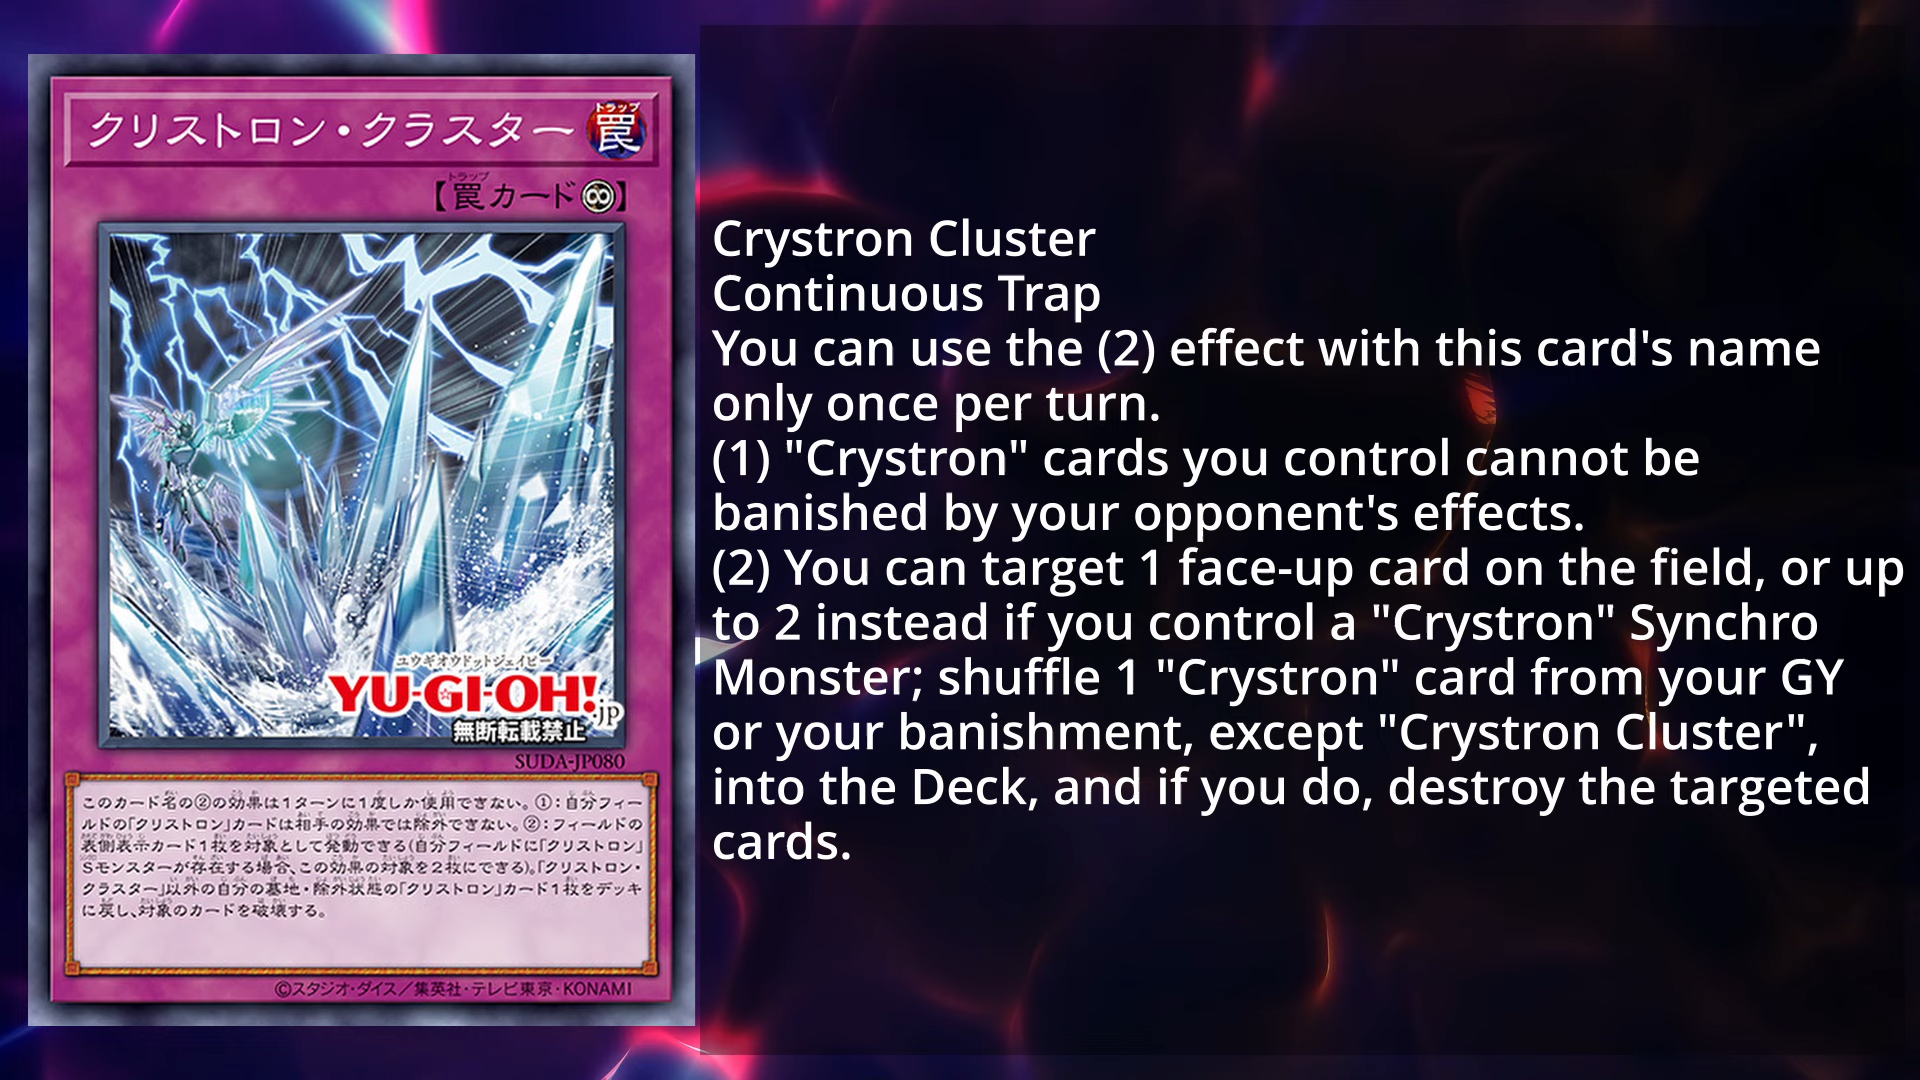 クリストロン・クラスター
トラップ
罠
トラップ
【罠カード】
ユウギオウドットジェイピー
YU-GI-OH!.jp
無断転載禁止
SUDA-JP080
このカード名の②の効果は1ターンに1度しか使用できない。①:自分フィー
ルドの「クリストロン」カードは相手の効果では除外できない。②:フィールドの
表側表示カード1枚を対象として発動できる(自分フィールドに「クリストロン」
Sモンスターが存在する場合、この効果の対象を2枚にできる)。「クリストロン・
クラスター」以外の自分の墓地・除外状態の「クリストロン」カード1枚をデッキ
に戻し、対象のカードを破壊する。
©スタジオ・ダイス/集英社・テレビ東京・KONAMI
Crystron Cluster
Continuous Trap
You can use the (2) effect with this card's name
only once per turn.
(1) "Crystron" cards you control cannot be
banished by your opponent's effects.
(2) You can target 1 face-up card on the field, or up
to 2 instead if you control a "Crystron" Synchro
Monster; shuffle 1 "Crystron" card from your GY
or your banishment, except "Crystron Cluster",
into the Deck, and if you do, destroy the targeted
cards.